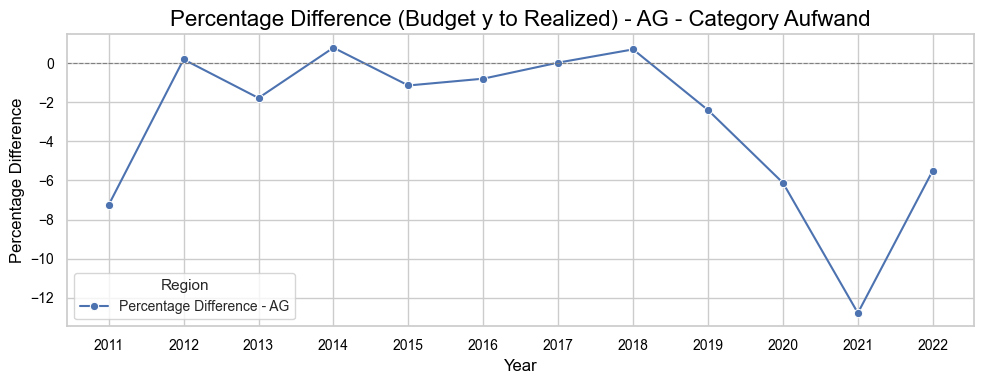 Percentage Difference (Budget y to Realized) - AG - Category Aufwand
Percentage Difference
0
−2
−4
−6
−8
−10
−12
Region
Percentage Difference - AG
2011 2012 2013 2014 2015 2016 2017 2018 2019 2020 2021 2022
Year